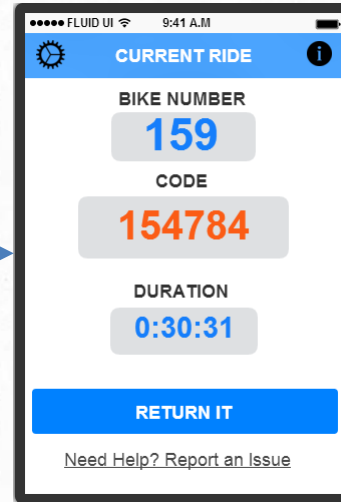 FLUID UI 9:41 A.M
CURRENT RIDE
BIKE NUMBER
159
CODE
154784
DURATION
0:30:31
RETURN IT
Need Help? Report an Issue